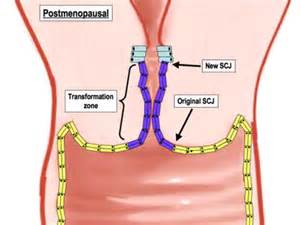 Postmenopausal
New SCJ
Transformation
zone
Original SCJ